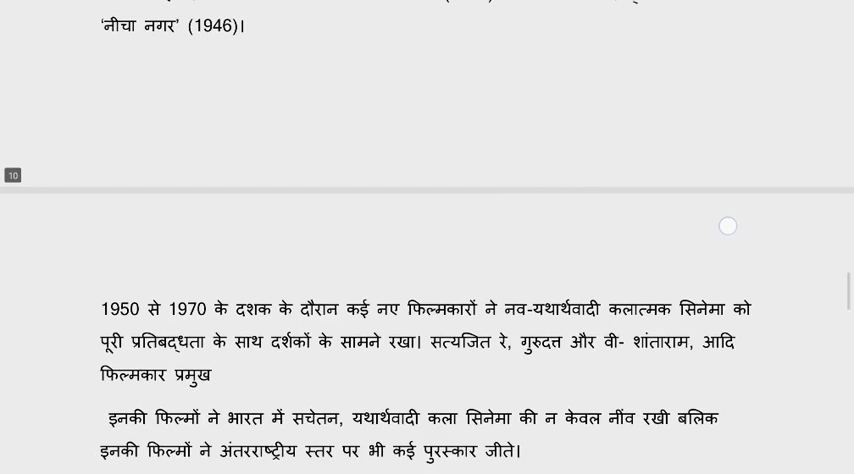 ‘नीचा नगर’ (1946)।
10
1950 से 1970 के दशक के दौरान कई नए फिल्मकारों ने नव-यथार्थवादी कलात्मक सिनेमा को
पूरी प्रतिबद्धता के साथ दर्शकों के सामने रखा। सत्यजित रे, गुरुदत्त और वी- शांताराम, आदि
फिल्मकार प्रमुख
इनकी फिल्मों ने भारत में सचेतन, यथार्थवादी कला सिनेमा की न केवल नींव रखी बलिक
इनकी फिल्मों ने अंतरराष्ट्रीय स्तर पर भी कई पुरस्कार जीते।